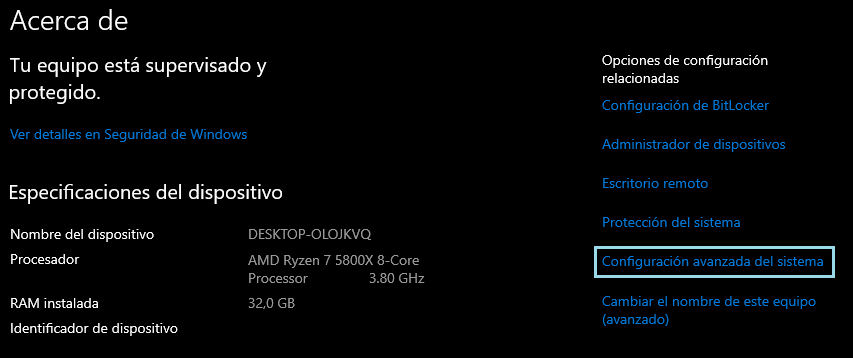 Acerca de
Tu equipo está supervisado y
protegido.
Ver detalles en Seguridad de Windows
Especificaciones del dispositivo
Nombre del dispositivo DESKTOP-OLOJKVQ
Procesador AMD Ryzen 7 5800X 8-Core
Processor 3.80 GHz
RAM instalada 32,0 GB
Identificador de dispositivo
Opciones de configuración
relacionadas
Configuración de BitLocker
Administrador de dispositivos
Escritorio remoto
Protección del sistema
Configuración avanzada del sistema
Cambiar el nombre de este equipo
(avanzado)